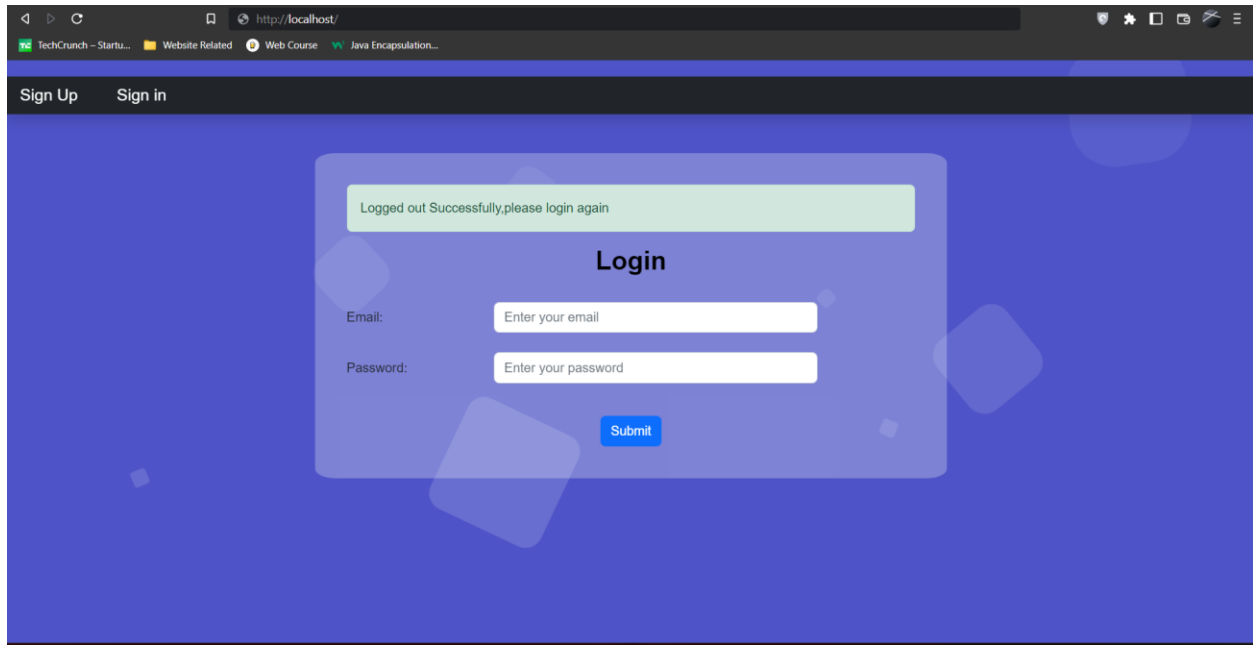 http://localhost/
TC TechCrunch – Startu... Website Related Web Course Java Encapsulation...
Sign Up Sign in
Logged out Successfully,please login again
Login
Email: Enter your email
Password: Enter your password
Submit